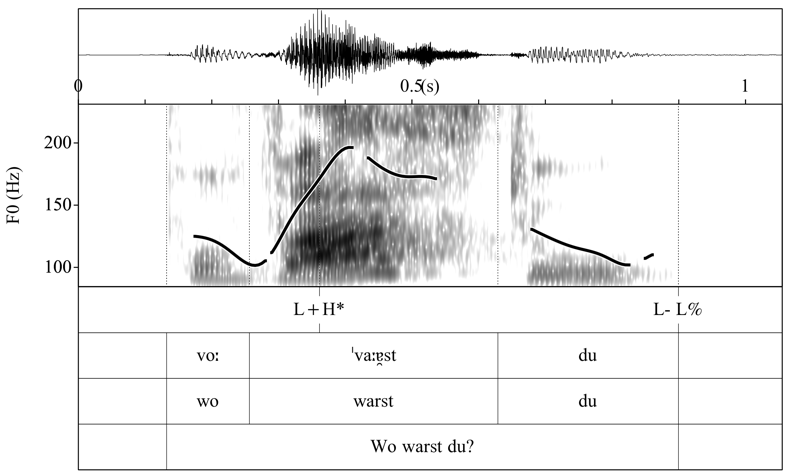 0 0.5(s) 1
F0 (Hz)
200
150
100
L+H* L- L%
voː ˈvaːɐ̯st du
wo warst du
Wo warst du?